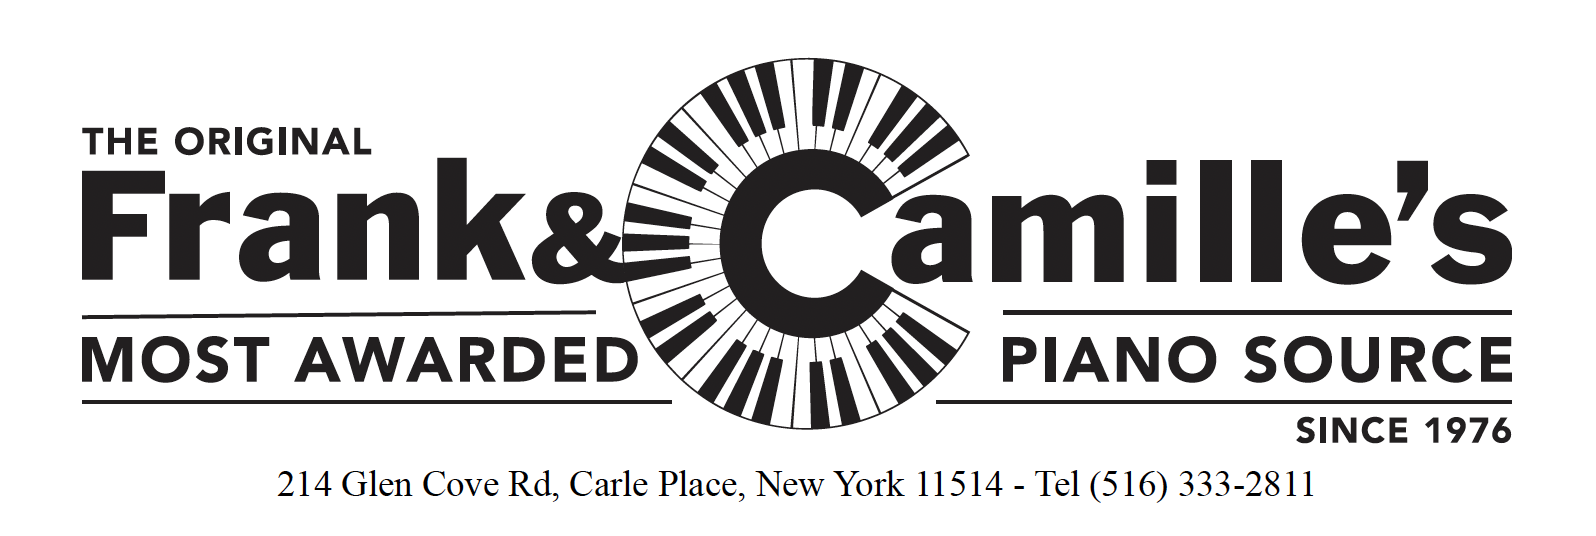 THE ORIGINAL
Frank & Camille's
MOST AWARDED PIANO SOURCE
SINCE 1976
214 Glen Cove Rd, Carle Place, New York 11514 - Tel (516) 333-2811